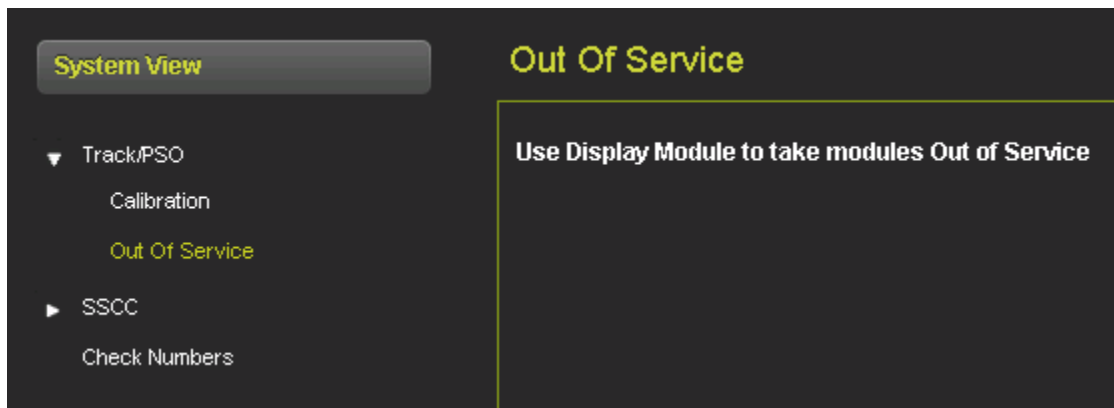 System View
Out Of Service
Track/PSO
Calibration
Out Of Service
SSCC
Check Numbers
Use Display Module to take modules Out of Service